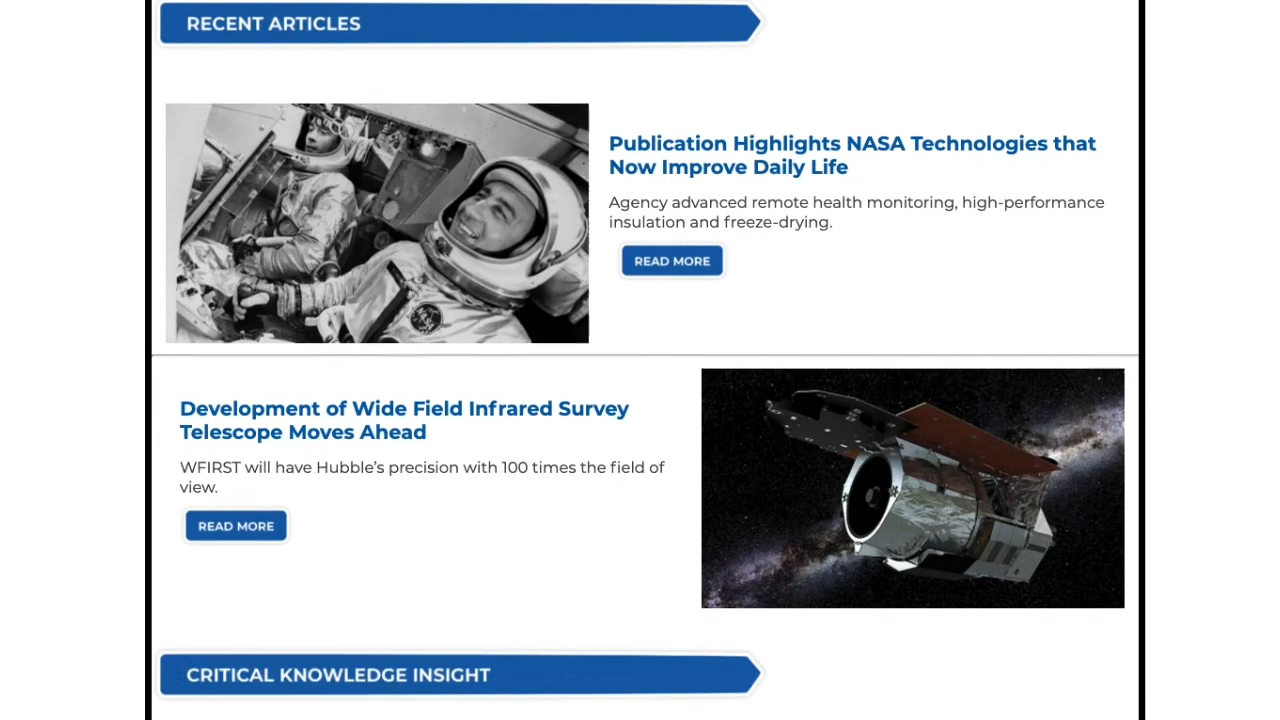 RECENT ARTICLES
Publication Highlights NASA Technologies that
Now Improve Daily Life
Agency advanced remote health monitoring, high-performance
insulation and freeze-drying.
READ MORE
Development of Wide Field Infrared Survey
Telescope Moves Ahead
WFIRST will have Hubble's precision with 100 times the field of
view.
READ MORE
CRITICAL KNOWLEDGE INSIGHT